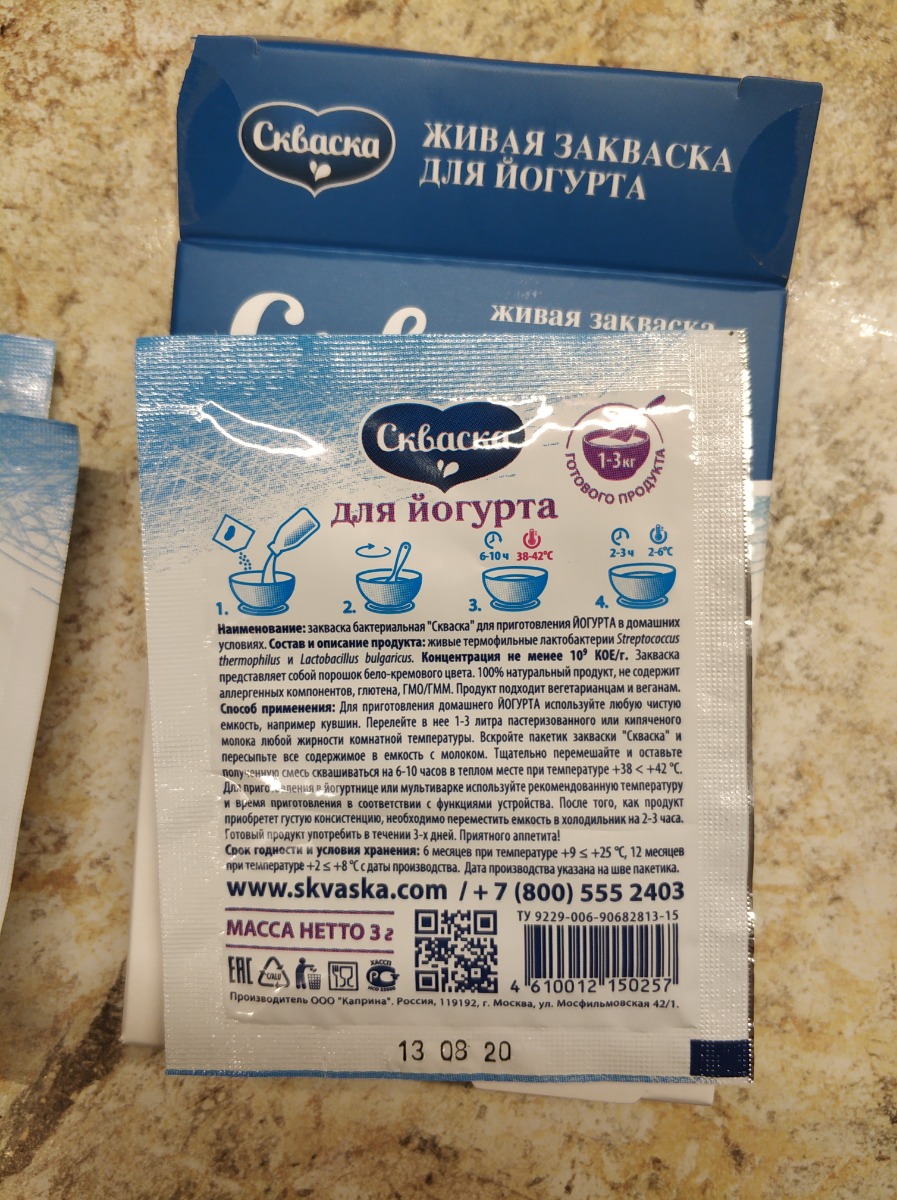 Скваска
ЖИВАЯ ЗАКВАСКА
ДЛЯ ЙОГУРТА
живая закваска
Скваска
1-3 кг
ГОТОВОГО ПРОДУКТА
для йогурта
6-10 ч 38-42°С
2-3 ч 2-6°С
1.
2.
3.
4.
Наименование: закваска бактериальная "Скваска" для приготовления ЙОГУРТА в домашних
условиях. Состав и описание продукта: живые термофильные лактобактерии Streptococcus
thermophilus и Lactobacillus bulgaricus. Концентрация не менее 10⁹ КОЕ/г. Закваска
представляет собой порошок бело-кремового цвета. 100% натуральный продукт, не содержит
аллергенных компонентов, глютена, ГМО/ГММ. Продукт подходит вегетарианцам и веганам.
Способ применения: Для приготовления домашнего ЙОГУРТА используйте любую чистую
емкость, например кувшин. Перелейте в нее 1-3 литра пастеризованного или кипяченого
молока любой жирности комнатной температуры. Вскройте пакетик закваски "Скваска" и
пересыпьте все содержимое в емкость с молоком. Тщательно перемешайте и оставьте
полученную смесь сквашиваться на 6-10 часов в теплом месте при температуре +38 < +42 °С.
Для приготовления в йогуртнице или мультиварке используйте рекомендованную температуру
и время приготовления в соответствии с функциями устройства. После того, как продукт
приобретет густую консистенцию, необходимо переместить емкость в холодильник на 2-3 часа.
Готовый продукт употребить в течении 3-х дней. Приятного аппетита!
Срок годности и условия хранения: 6 месяцев при температуре +9 ≤ +25 °С, 12 месяцев
при температуре +2 ≤ +8 °С с даты производства. Дата производства указана на шве пакетика.
www.skvaska.com / + 7 (800) 555 2403
МАССА НЕТТО 3 г
ТУ 9229-006-90682813-15
ЕАС
ХАССП
4 610012 150257
Производитель ООО "Каприна". Россия, 119192, г. Москва, ул. Мосфильмовская 42/1.
13 08 20